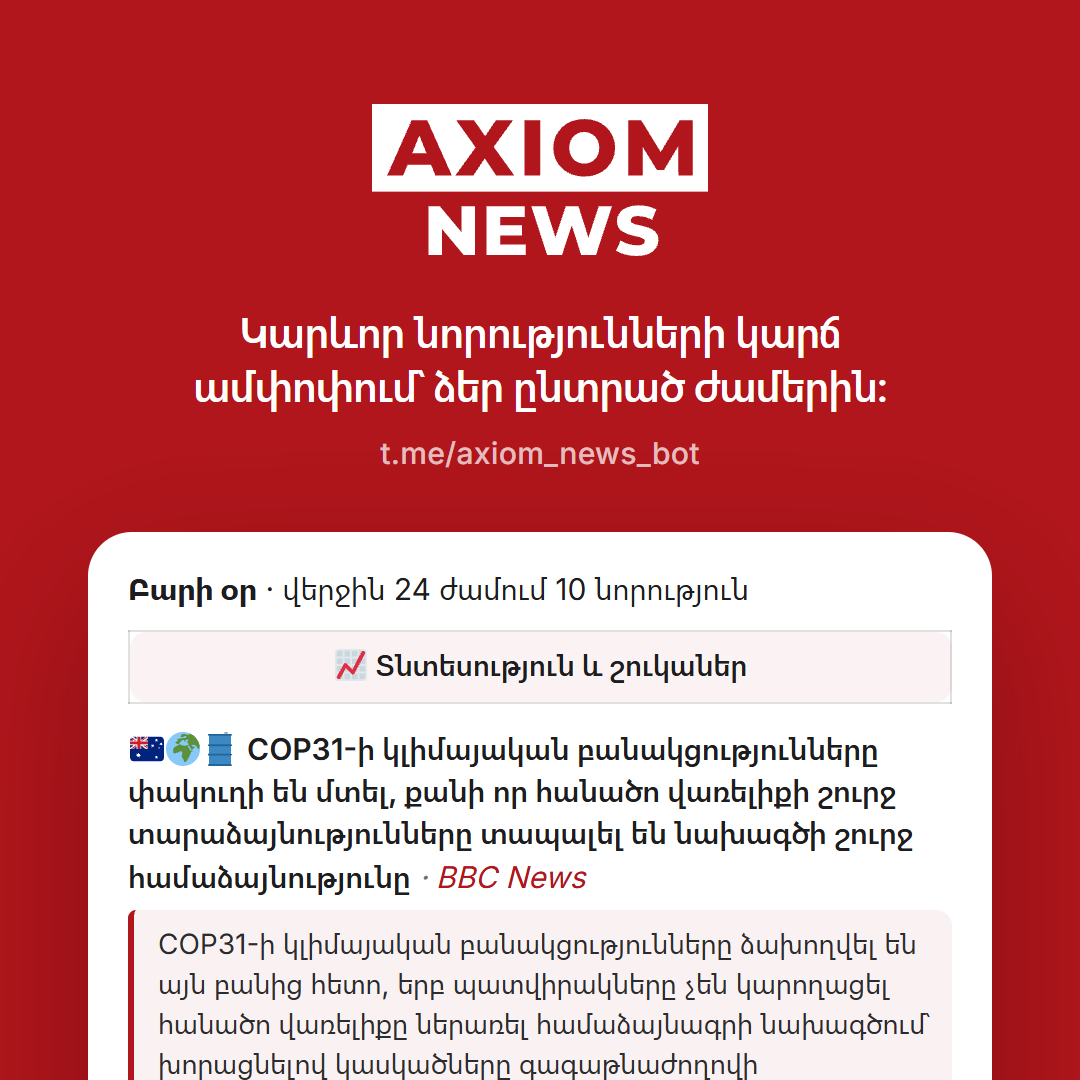 AXIOM
NEWS
Կարևոր նորությունների կարճ
ամփոփում՝ ձեր ընտրած ժամերին։
t.me/axiom_news_bot
Բարի օր · վերջին 24 ժամում 10 նորություն
Տնտեսություն և շուկաներ
COP31-ի կլիմայական բանակցությունները
փակուղի են մտել, քանի որ հանածո վառելիքի շուրջ
տարաձայնությունները տապալել են նախագծի շուրջ
համաձայնությունը · BBC News
COP31-ի կլիմայական բանակցությունները ձախողվել են
այն բանից հետո, երբ պատվիրակները չեն կարողացել
հանածո վառելիքը ներառել համաձայնագրի նախագծում՝
խորացնելով կասկածները գագաթնաժողովի